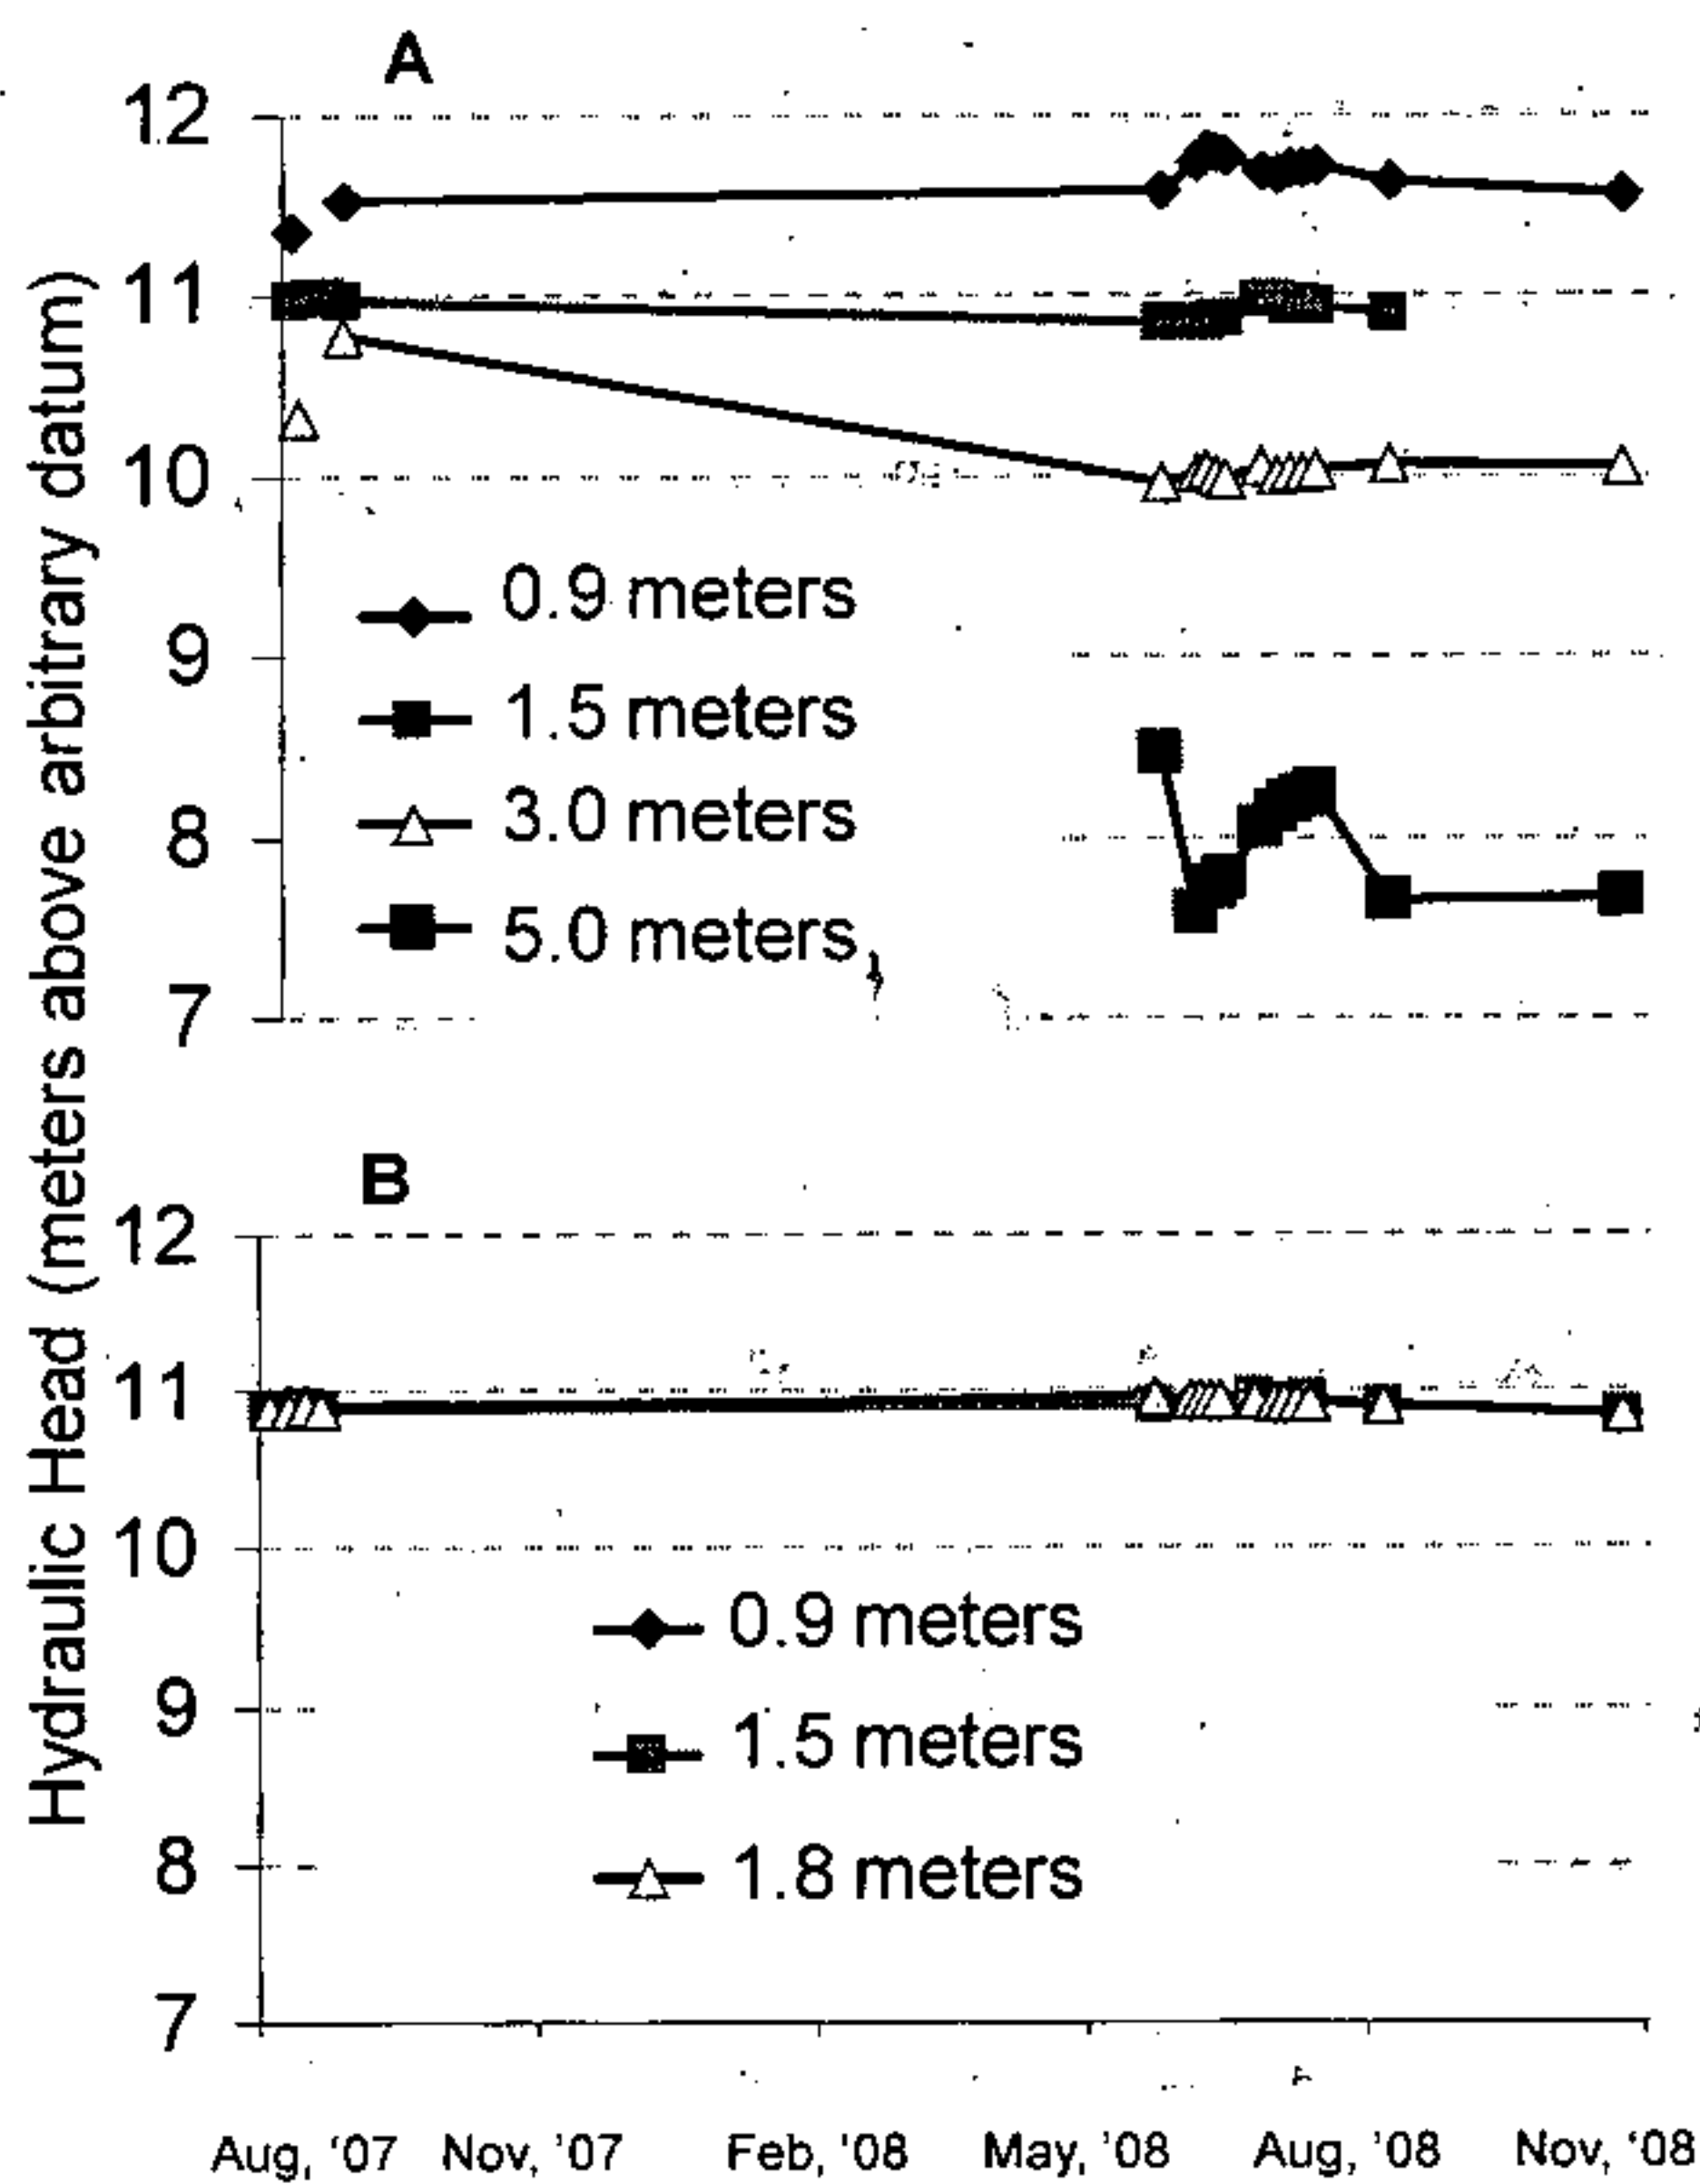 A
12
11
10
9
8
7
0.9 meters
1.5 meters
3.0 meters
5.0 meters
Hydraulic Head (meters above arbitrary datum)
B
12
11
10
9
8
7
0.9 meters
1.5 meters
1.8 meters
Aug, '07 Nov, '07 Feb, '08 May, '08 Aug, '08 Nov, '08